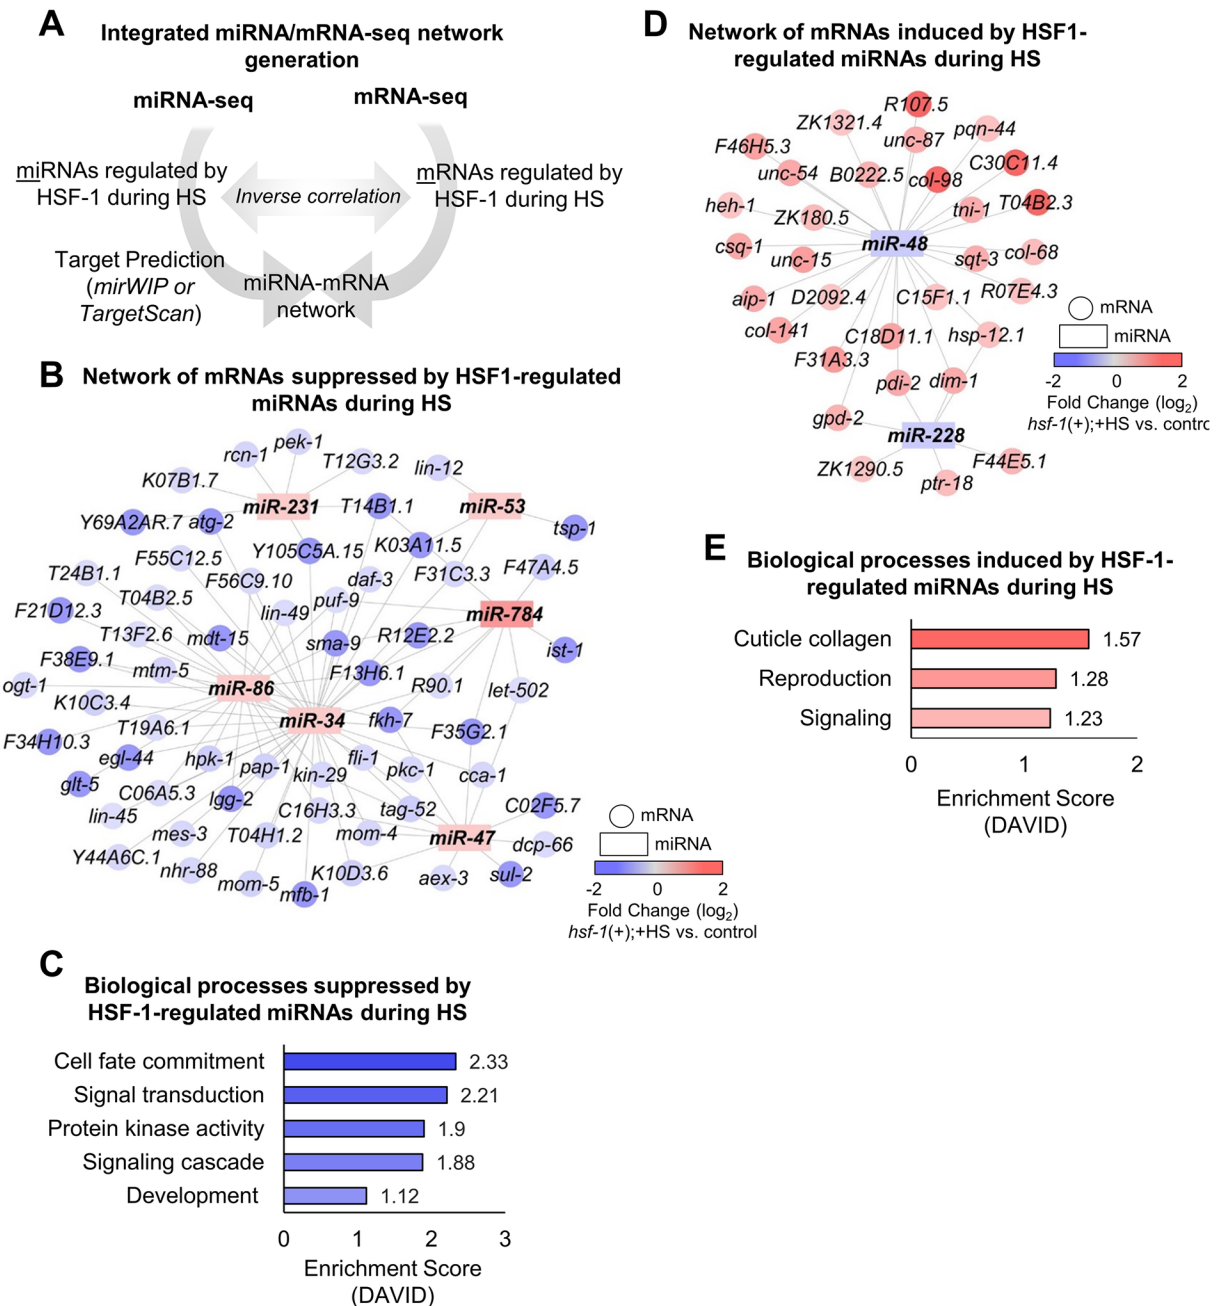 A
Integrated miRNA/mRNA-seq network
generation
miRNA-seq
mRNA-seq
miRNAs regulated by
HSF-1 during HS
Inverse correlation
mRNAs regulated by
HSF-1 during HS
Target Prediction
(mirWIP or
TargetScan)
miRNA-mRNA
network
B
Network of mRNAs suppressed by HSF1-regulated
miRNAs during HS
pek-1
rcn-1
T12G3.2
lin-12
K07B1.7
miR-231
T14B1.1
miR-53
Y69A2AR.7
atg-2
tsp-1
F55C12.5
Y105C5A.15
K03A11.5
T24B1.1
F56C9.10
daf-3
F31C3.3
F47A4.5
T04B2.5
puf-9
F21D12.3
lin-49
miR-784
T13F2.6
mdt-15
sma-9
R12E2.2
ist-1
F38E9.1
mtm-5
F13H6.1
ogt-1
miR-86
R90.1
let-502
K10C3.4
miR-34
fkh-7
T19A6.1
F35G2.1
F34H10.3
egl-44
hpk-1
fli-1
glt-5
pap-1
kin-29
pkc-1
cca-1
C06A5.3
lgg-2
lin-45
C16H3.3
tag-52
C02F5.7
mes-3
T04H1.2
mom-4
miR-47
dcp-66
Y44A6C.1
nhr-88
mom-5
K10D3.6
aex-3
sul-2
mfb-1
mRNA
miRNA
-2 0 2
Fold Change (log2)
hsf-1(+);+HS vs. control
C
Biological processes suppressed by
HSF-1-regulated miRNAs during HS
Cell fate commitment 2.33
Signal transduction 2.21
Protein kinase activity 1.9
Signaling cascade 1.88
Development 1.12
0 1 2 3
Enrichment Score
(DAVID)
D
Network of mRNAs induced by HSF1-
regulated miRNAs during HS
R107.5
ZK1321.4
unc-87
pqn-44
F46H5.3
C30C11.4
unc-54
B0222.5
col-98
heh-1
ZK180.5
tni-1
T04B2.3
csq-1
miR-48
unc-15
sqt-3
col-68
aip-1
D2092.4
C15F1.1
R07E4.3
col-141
C18D11.1
hsp-12.1
F31A3.3
pdi-2
dim-1
gpd-2
miR-228
ZK1290.5
F44E5.1
ptr-18
mRNA
miRNA
-2 0 2
Fold Change (log2)
hsf-1(+);+HS vs. contrc
E
Biological processes induced by HSF-1-
regulated miRNAs during HS
Cuticle collagen 1.57
Reproduction 1.28
Signaling 1.23
0 1 2
Enrichment Score
(DAVID)